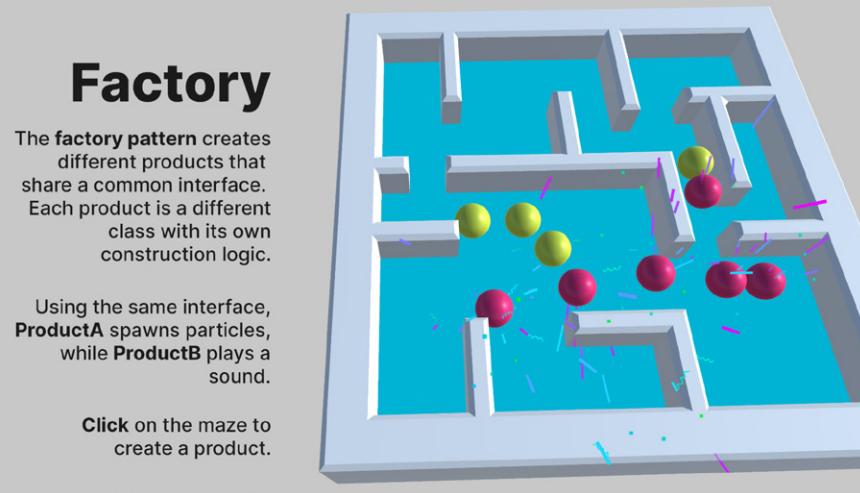 Factory
The factory pattern creates
different products that
share a common interface.
Each product is a different
class with its own
construction logic.
Using the same interface,
ProductA spawns particles,
while ProductB plays a
sound.
Click on the maze to
create a product.